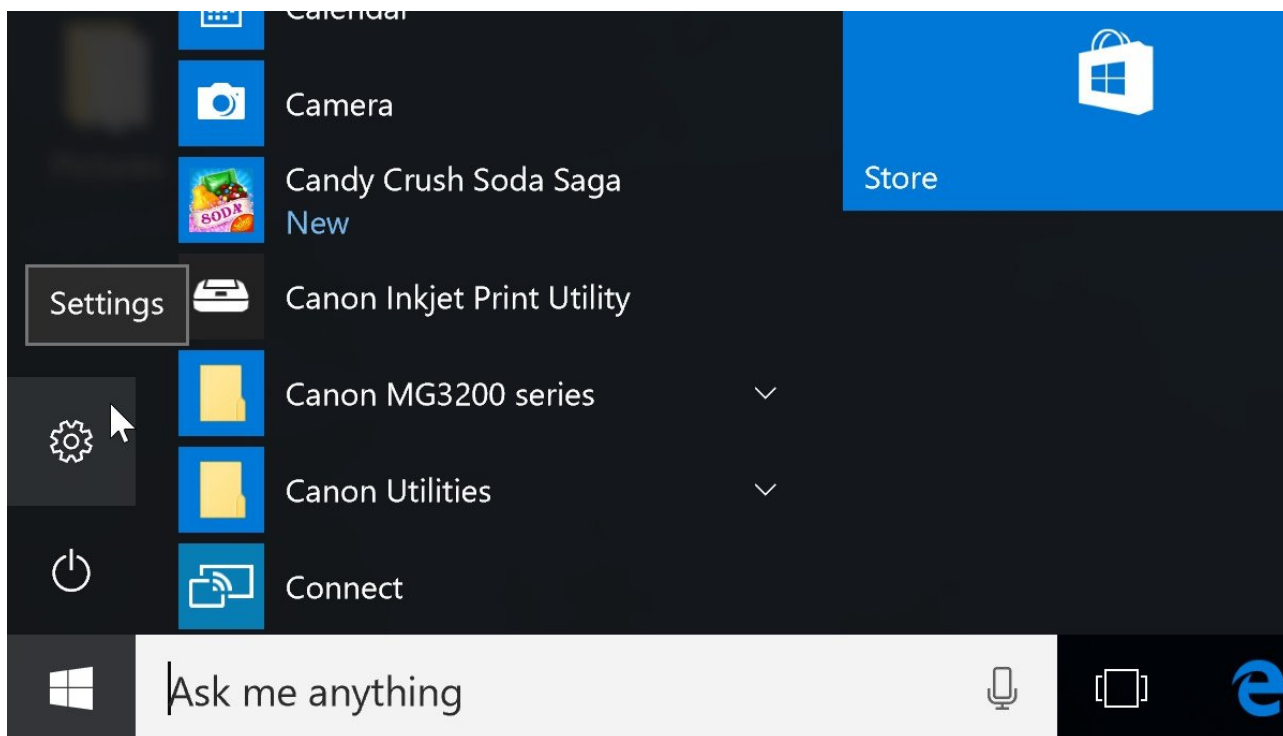 Calendar
Camera
Candy Crush Soda Saga
New
SODA
Store
Settings
Canon Inkjet Print Utility
Canon MG3200 series
Canon Utilities
Connect
Ask me anything